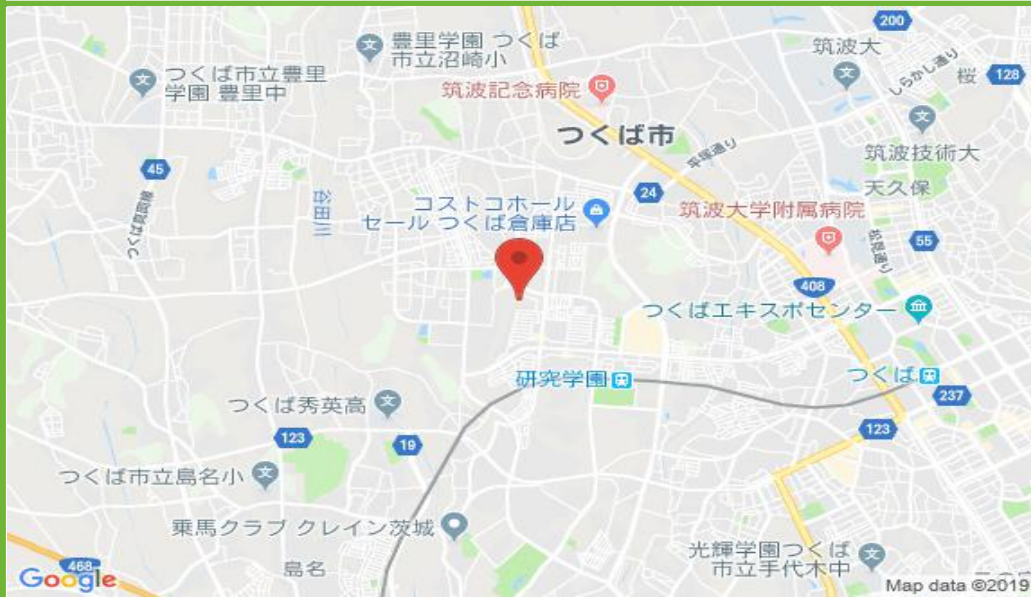 200
豊里学園 つくば
市立沼崎小
筑波大
つくば市立豊里
学園 豊里中
筑波記念病院
しらかし通り
桜
128
つくば市
平塚通り
筑波技術大
45
谷田川
24
天久保
コストコホール
セール つくば倉庫店
筑波大学附属病院
つくば真岡線
松見通り
55
408
つくばエキスポセンター
研究学園
つくば
237
つくば秀英高
123
19
123
つくば市立島名小
乗馬クラブ クレイン茨城
光輝学園つくば
市立手代木中
468
島名
Google
Map data ©2019